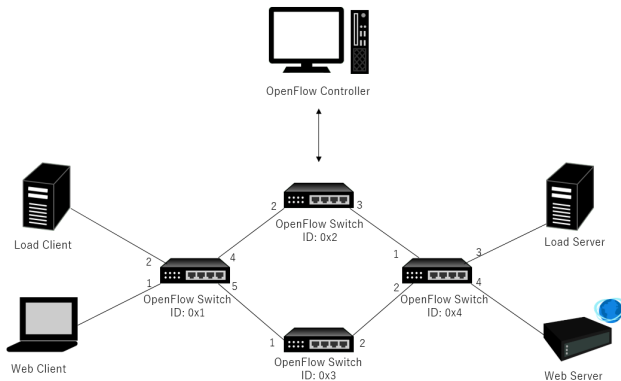 OpenFlow Controller
2
3
OpenFlow Switch
ID: 0x2
Load Client
Load Server
2
4
1
3
1
5
2
4
OpenFlow Switch
ID: 0x1
OpenFlow Switch
ID: 0x4
1
2
OpenFlow Switch
ID: 0x3
Web Client
Web Server